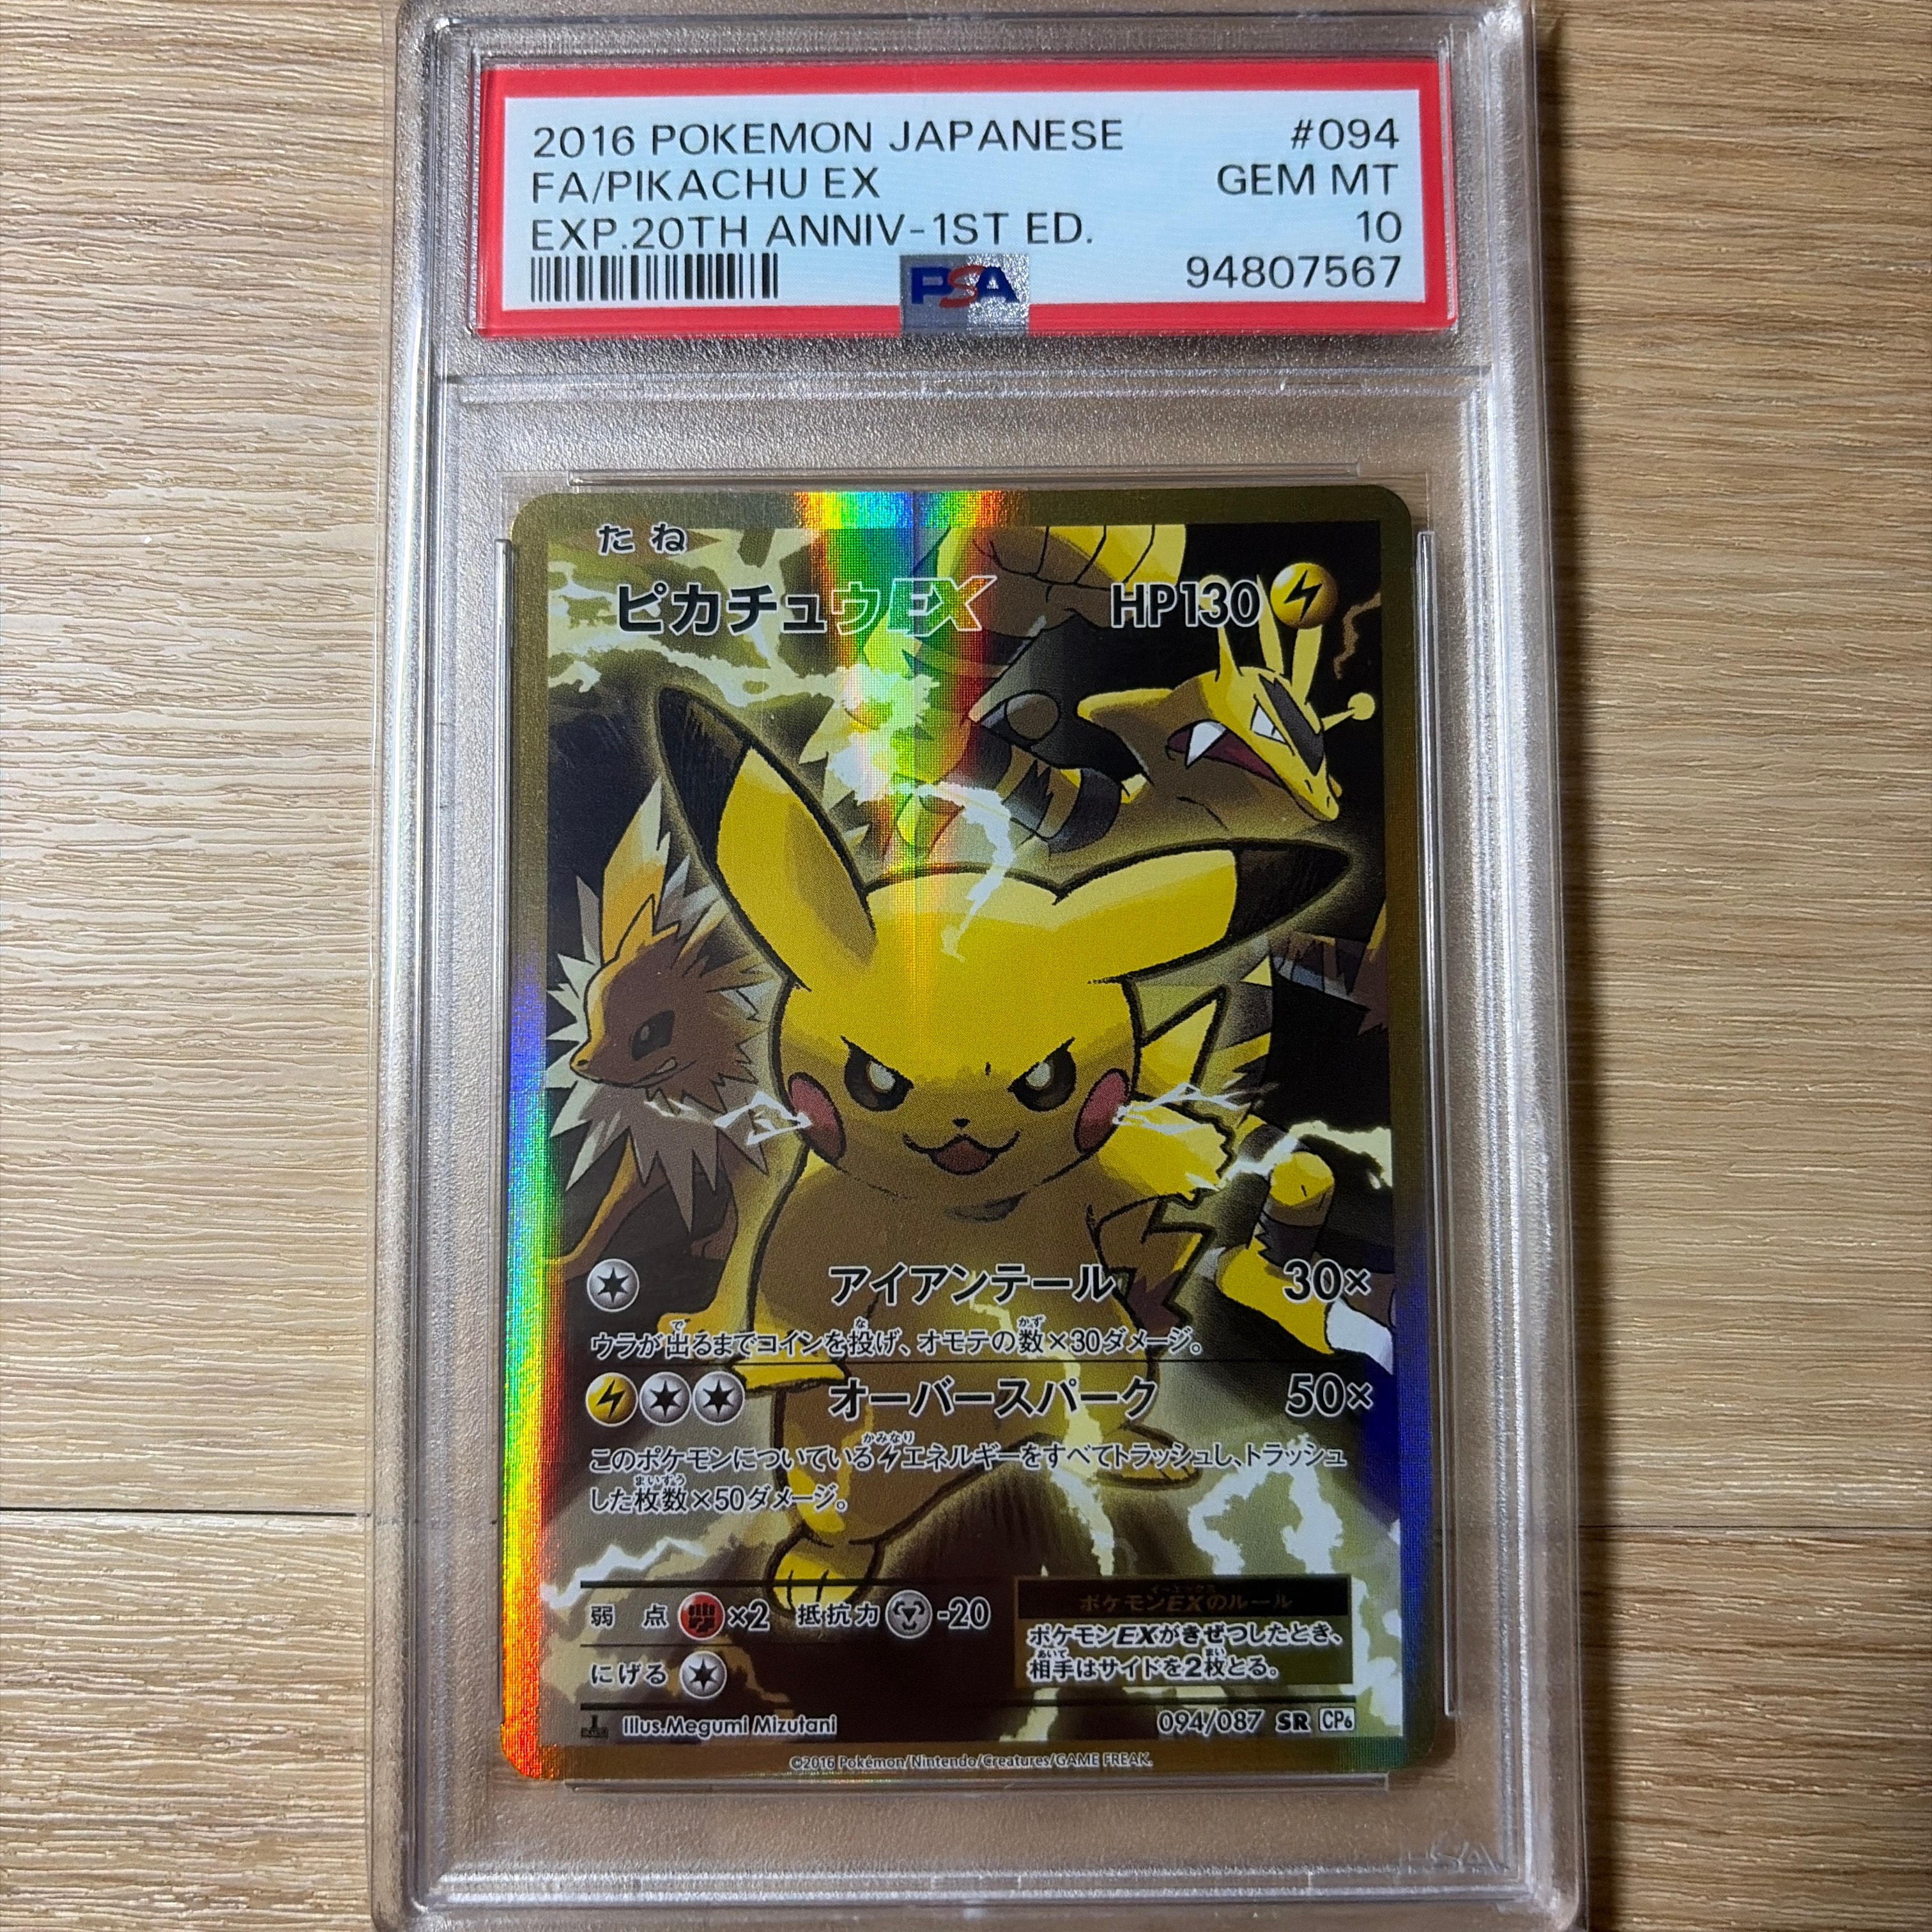 2016 POKEMON JAPANESE #094
FA/PIKACHU EX GEM MT
EXP.20TH ANNIV-1ST ED. 10
PSA 94807567
たね
ピカチュウEX HP130
アイアンテール 30×
ウラが出るまでコインを投げ、オモテの数×30ダメージ。
オーバースパーク 50×
このポケモンについているエネルギーをすべてトラッシュし、トラッシュ
した枚数×50ダメージ。
弱点 ×2 抵抗力 -20
にげる
ポケモンEXのルール
ポケモンEXがきぜつしたとき、
相手はサイドを2枚とる。
Illus.Megumi Mizutani 094/087 SR CP6
©2016 Pokémon/Nintendo/Creatures/GAME FREAK.
PSA